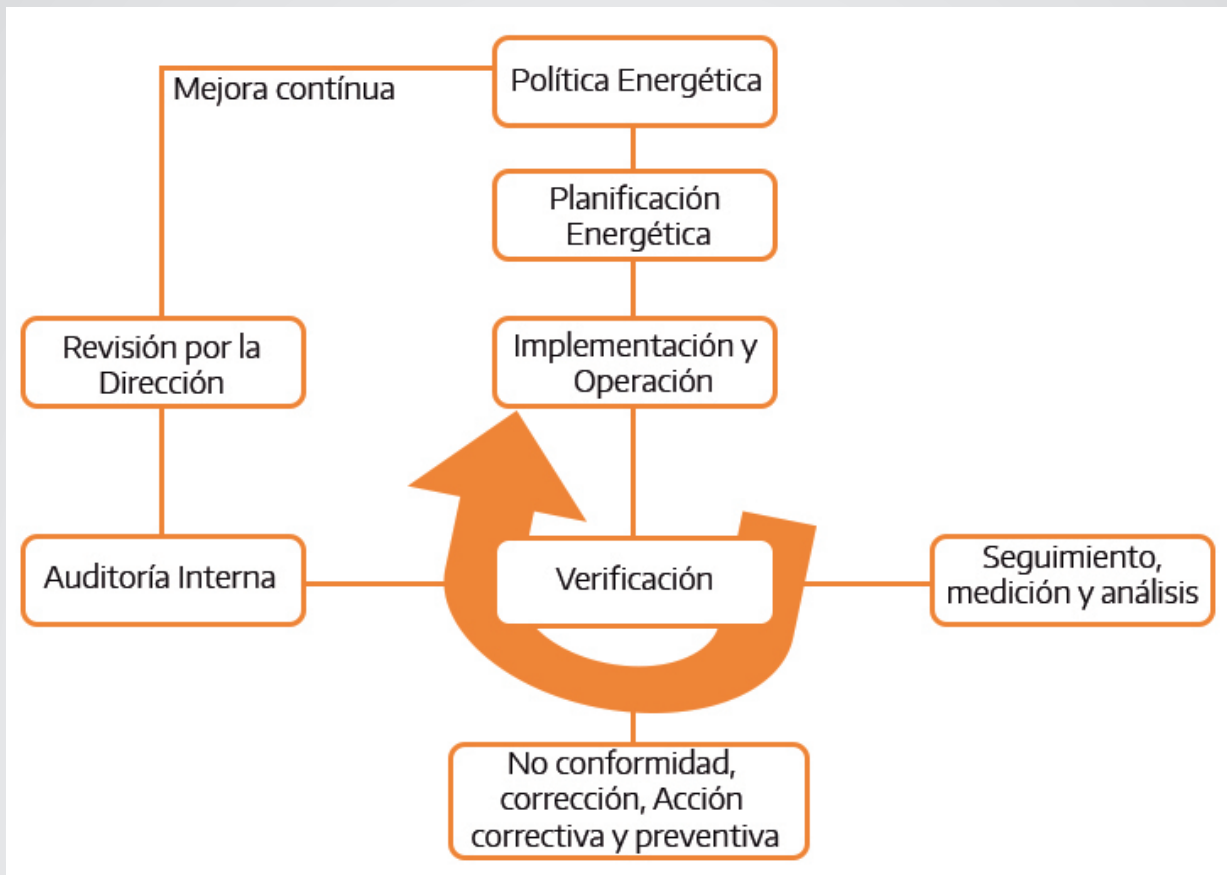 Política Energética
Mejora contínua
Planificación
Energética
Revisión por la
Dirección
Implementación y
Operación
Auditoría Interna
Verificación
Seguimiento,
medición y análisis
No conformidad,
corrección, Acción
correctiva y preventiva